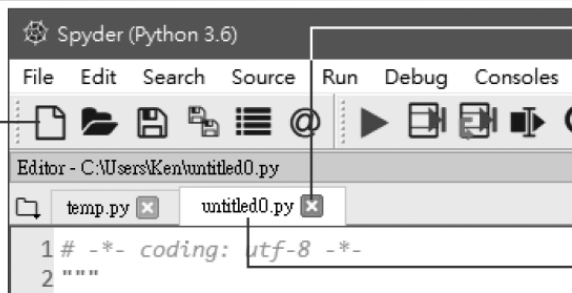 Spyder (Python 3.6)
File Edit Search Source Run Debug Consoles
Editor - C:\Users\Ken\untitled0.py
temp.py untitled0.py
1 # -*- coding: utf-8 -*-
2 """